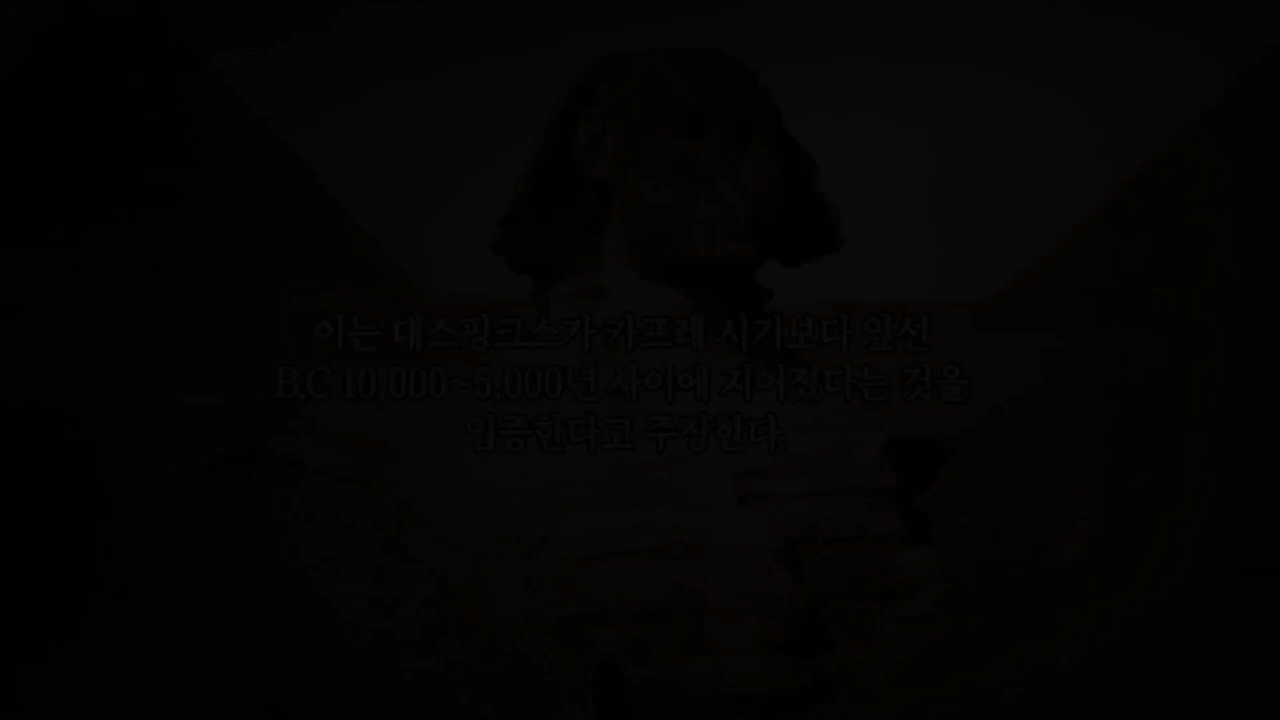 이는 대스핑크스가 카프레 시기보다 앞선
B.C 10,000~5,000년 사이에 지어졌다는 것을
입증한다고 주장한다.